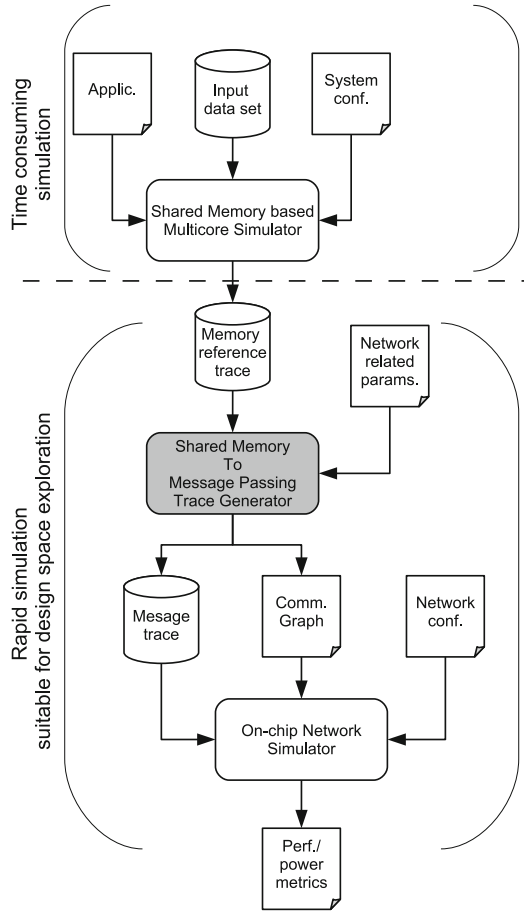 Time consuming
simulation
Applic.
Input
data set
System
conf.
Shared Memory based
Multicore Simulator
Rapid simulation
suitable for design space exploration
Memory
reference
trace
Network
related
params.
Shared Memory
To
Message Passing
Trace Generator
Mesage
trace
Comm.
Graph
Network
conf.
On-chip Network
Simulator
Perf./
power
metrics